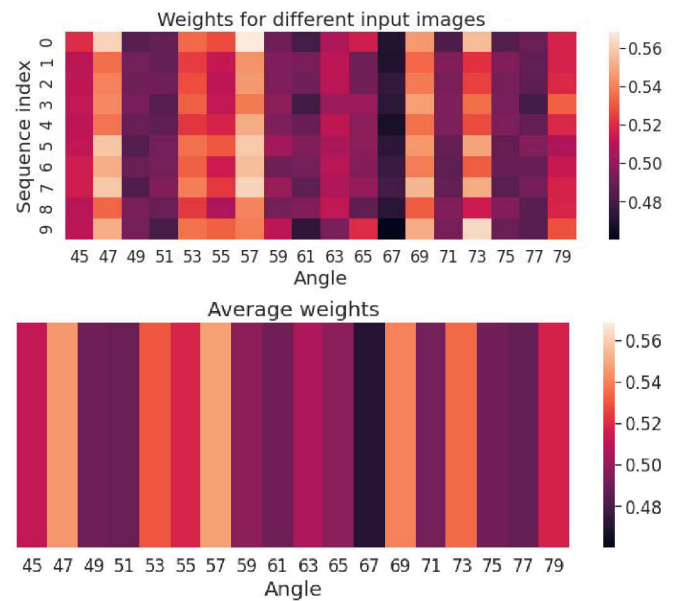 Weights for different input images
Sequence index
0
1
2
3
4
5
6
7
8
9
45 47 49 51 53 55 57 59 61 63 65 67 69 71 73 75 77 79
Angle
0.56
0.54
0.52
0.50
0.48
Average weights
45 47 49 51 53 55 57 59 61 63 65 67 69 71 73 75 77 79
Angle
0.56
0.54
0.52
0.50
0.48